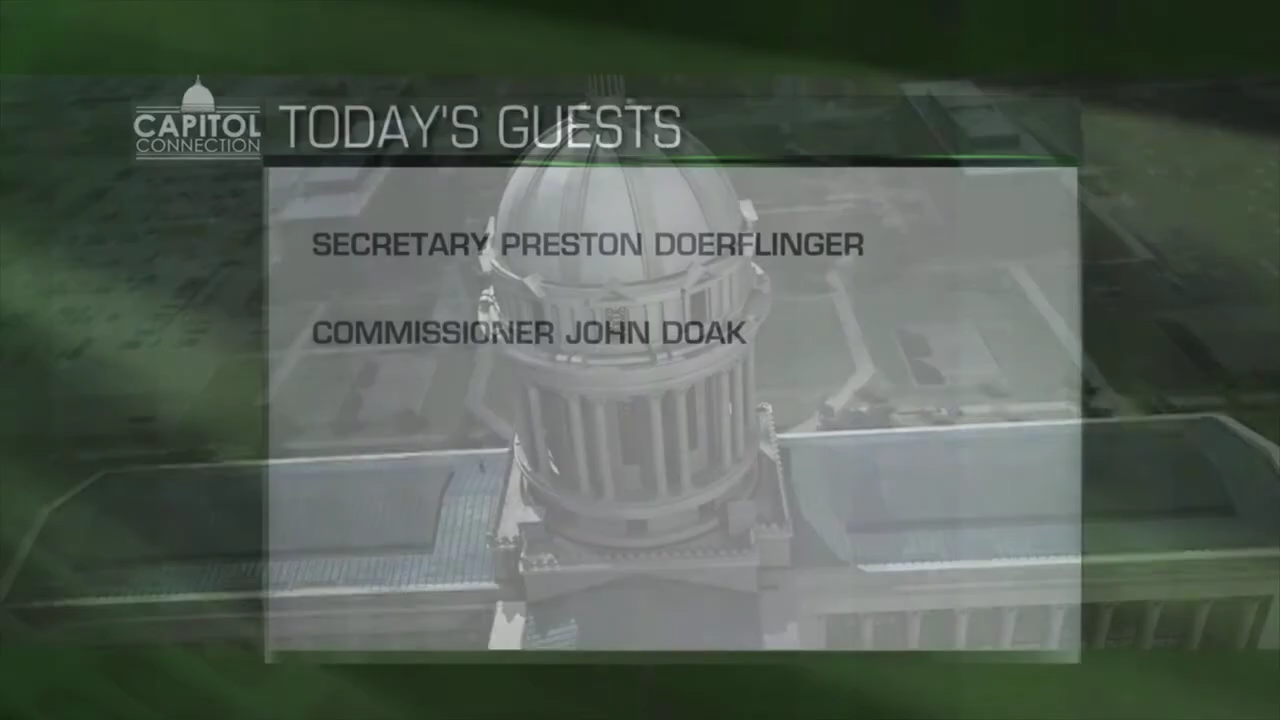 CAPITOL
CONNECTION
TODAY'S GUESTS
SECRETARY PRESTON DOERFLINGER
COMMISSIONER JOHN DOAK